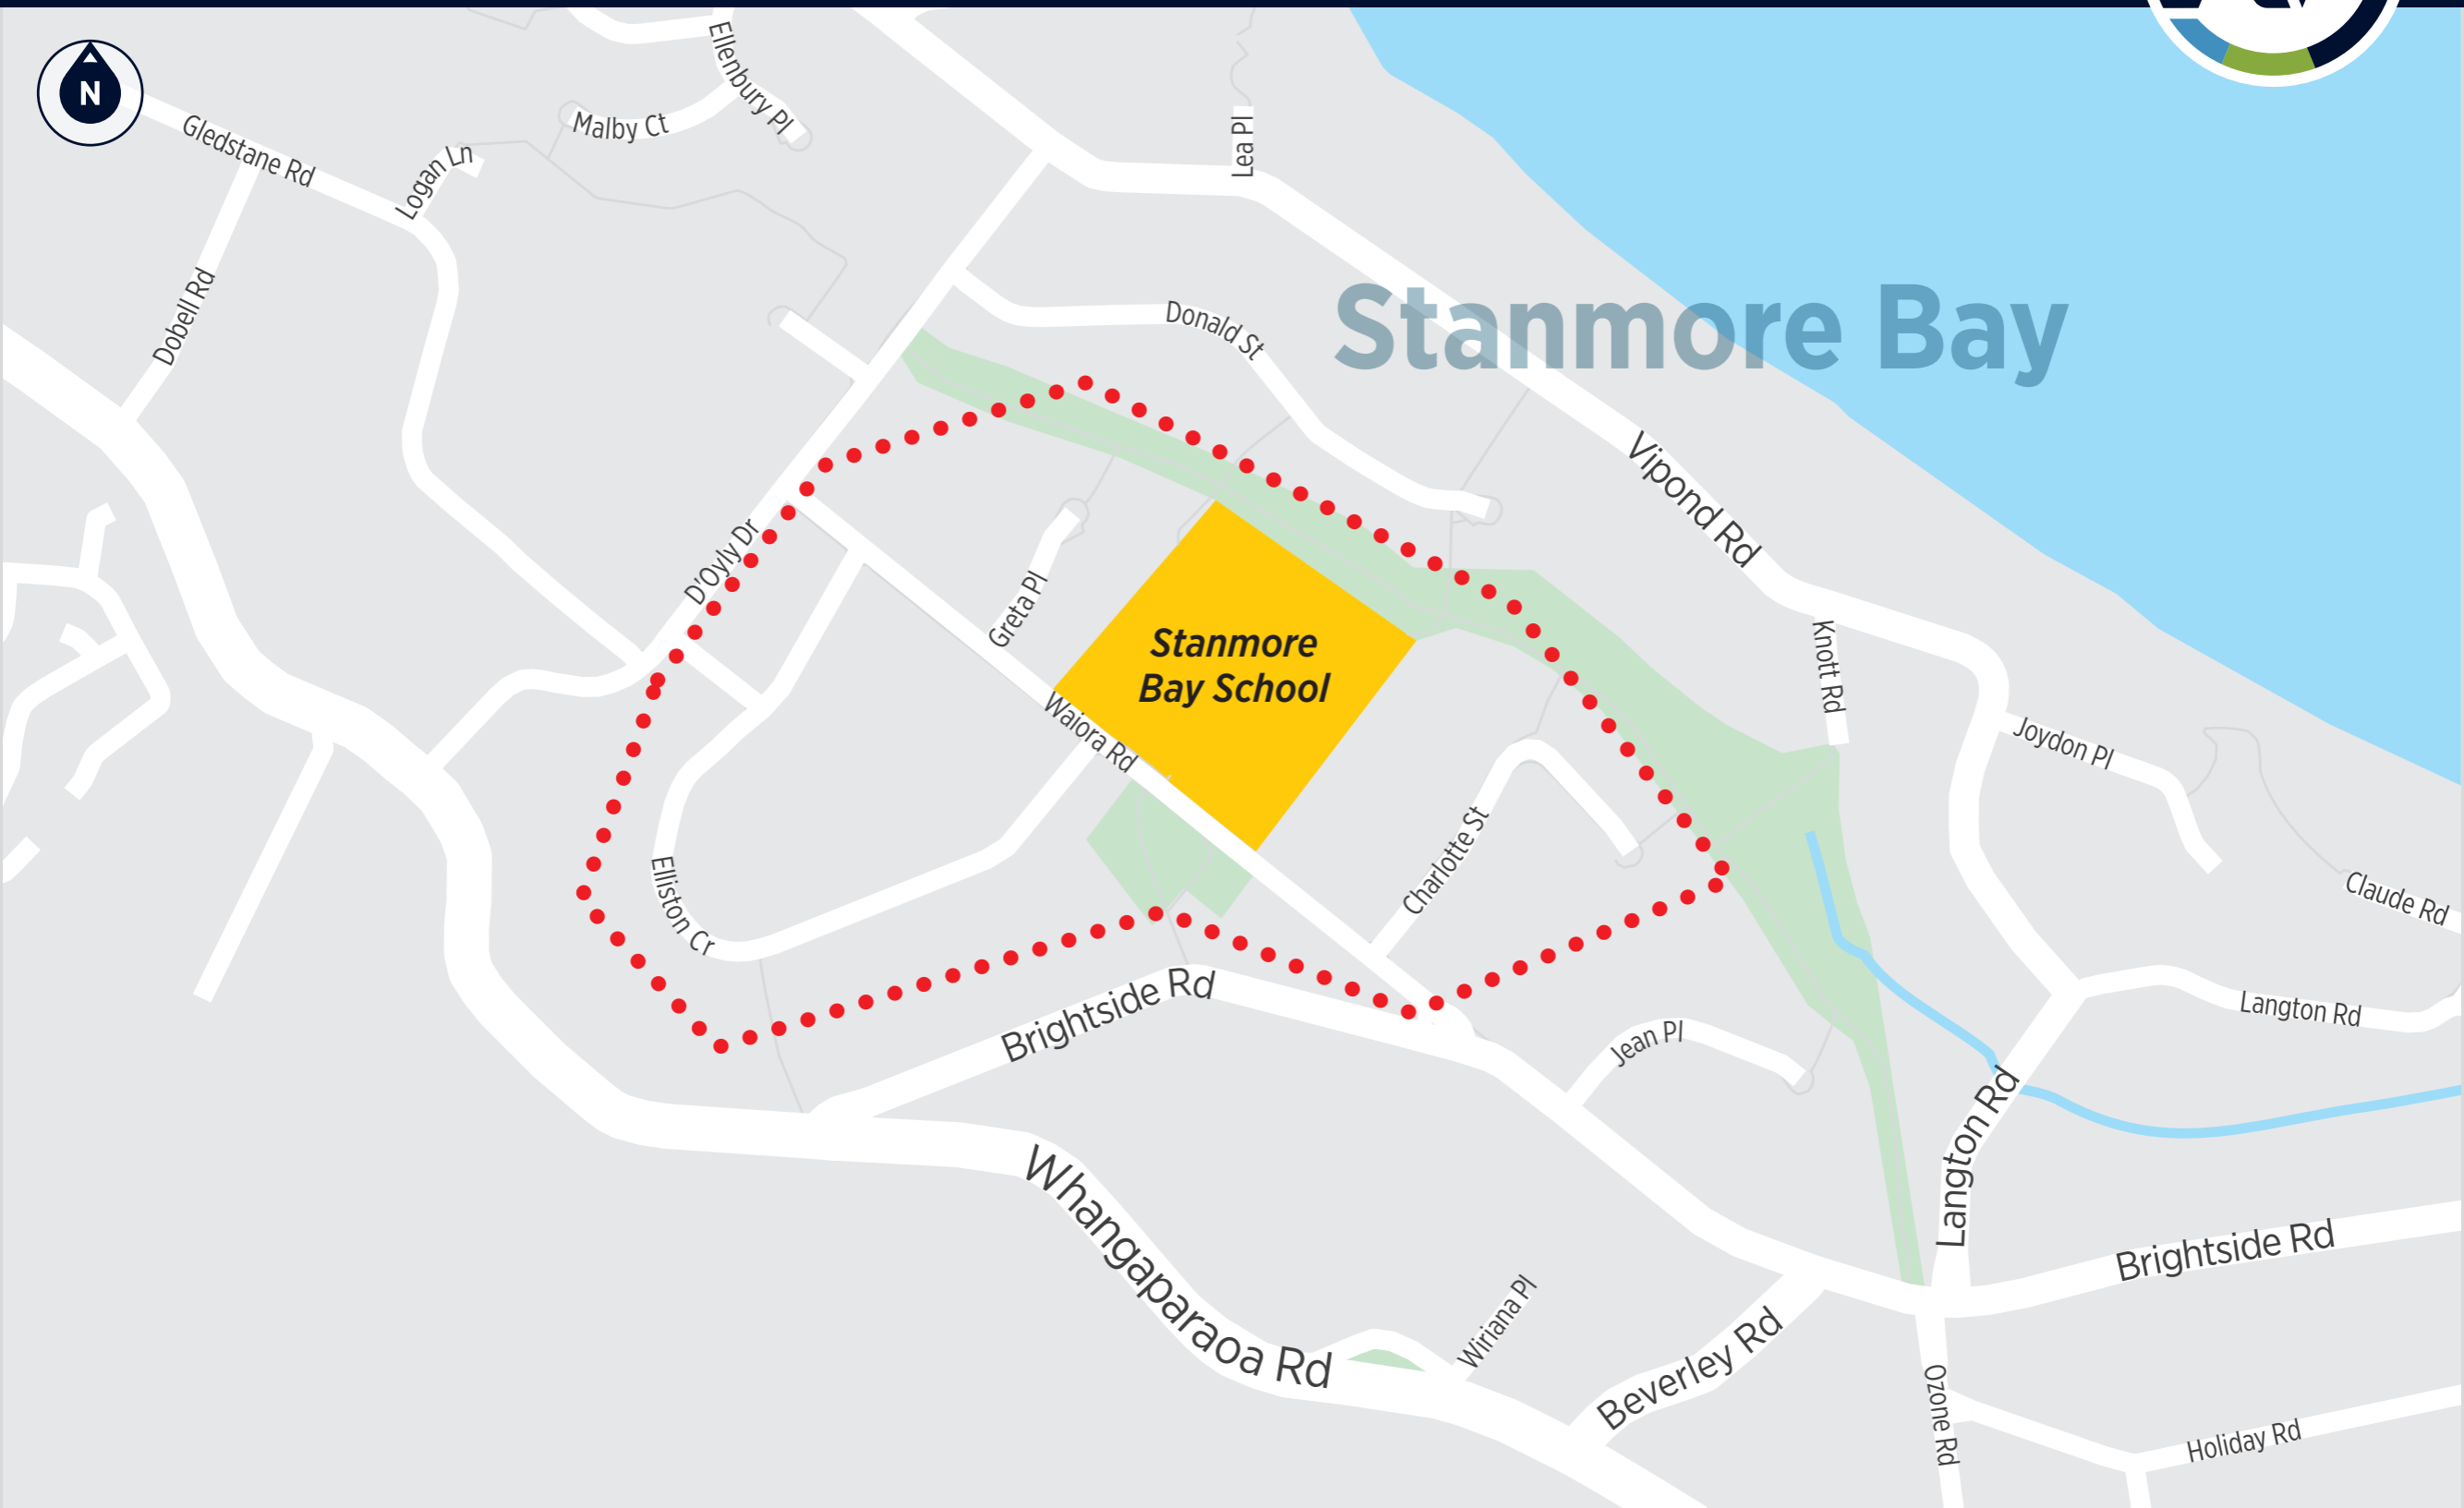 N
Ellenbury Pl
Malby Ct
Lea Pl
Gledstane Rd
Logan Ln
Dobell Rd
Donald St
Stanmore Bay
Vipond Rd
D'Oyly Dr
Greta Pl
Stanmore
Bay School
Knott Rd
Waiora Rd
Joydon Pl
Charlotte St
Elliston Cr
Claude Rd
Brightside Rd
Langton Rd
Jean Pl
Langton Rd
Whangaparaoa Rd
Brightside Rd
Wiriana Pl
Beverley Rd
Ozone Rd
Holiday Rd